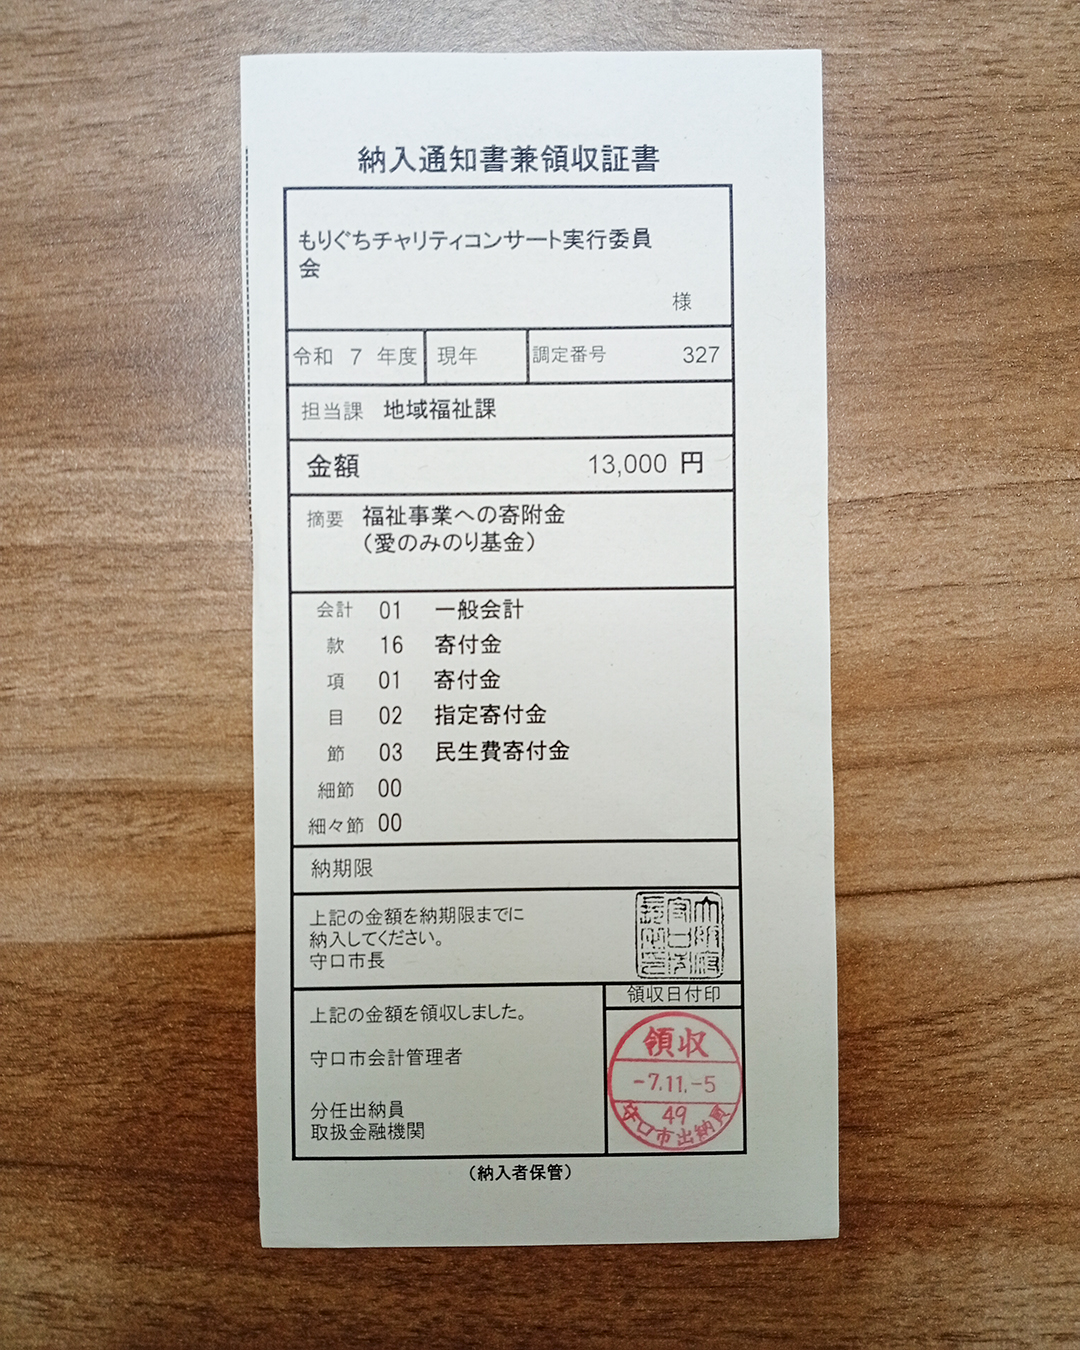 納入通知書兼領収証書
もりぐちチャリティコンサート実行委員
会
様
令和 7 年度 現年 調定番号 327
担当課 地域福祉課
金額 13,000 円
摘要 福祉事業への寄附金
（愛のみのり基金）
会計 01 一般会計
款 16 寄付金
項 01 寄付金
目 02 指定寄付金
節 03 民生費寄付金
細節 00
細々節 00
納期限
上記の金額を納期限までに
納入してください。
守口市長
領収日付印
上記の金額を領収しました。
守口市会計管理者
分任出納員
取扱金融機関
領収
-7.11.-5
49
守口市出納員
（納入者保管）